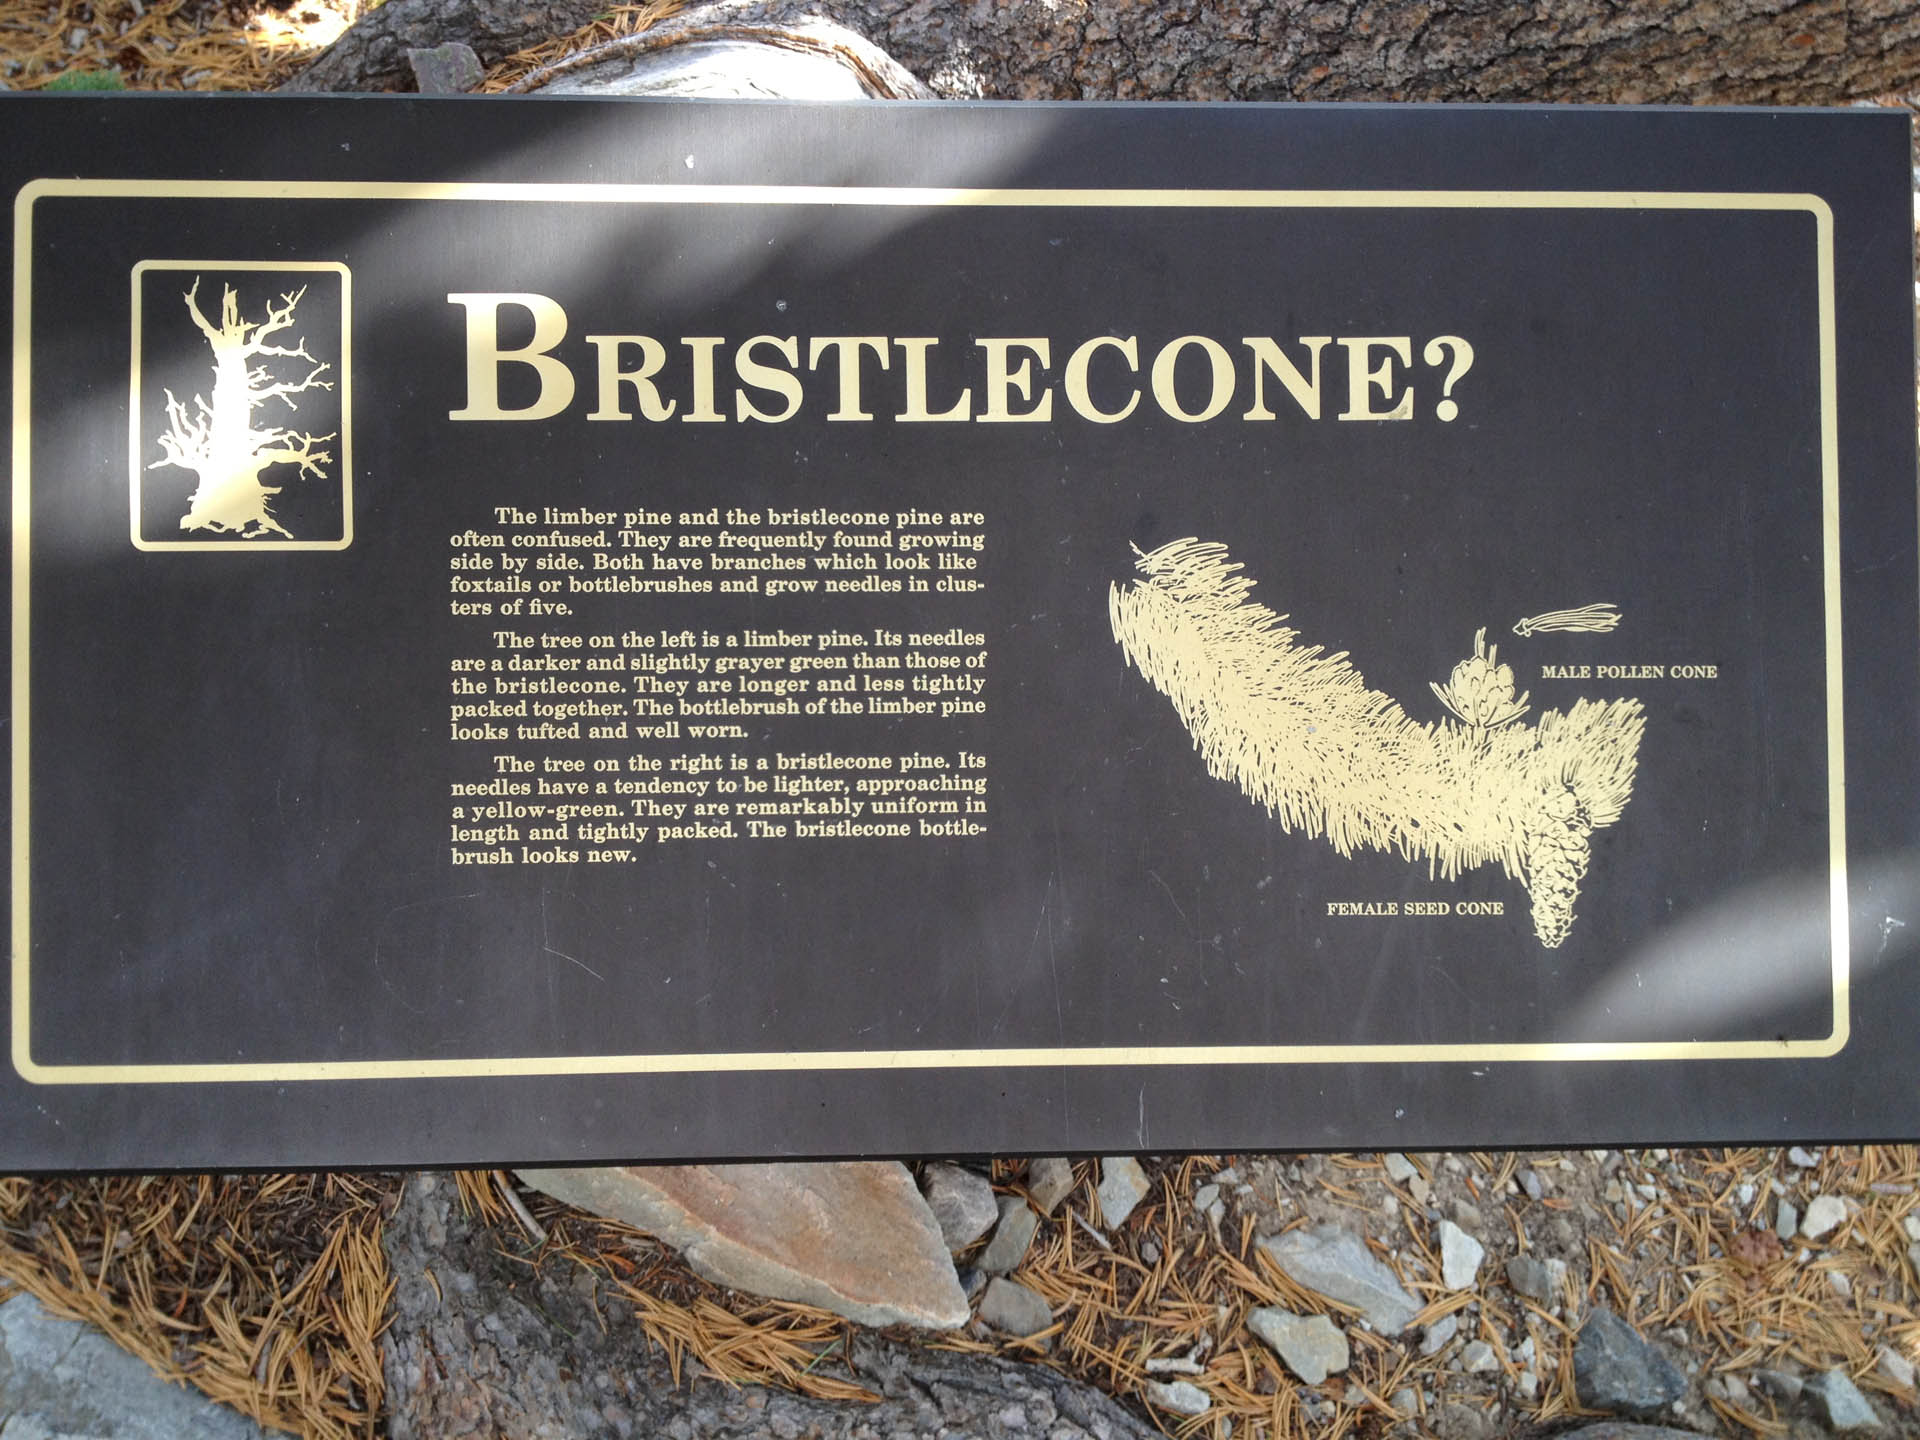 BRISTLECONE?
The limber pine and the bristlecone pine are
often confused. They are frequently found growing
side by side. Both have branches which look like
foxtails or bottlebrushes and grow needles in clus-
ters of five.
The tree on the left is a limber pine. Its needles
are a darker and slightly grayer green than those of
the bristlecone. They are longer and less tightly
packed together. The bottlebrush of the limber pine
looks tufted and well worn.
The tree on the right is a bristlecone pine. Its
needles have a tendency to be lighter, approaching
a yellow-green. They are remarkably uniform in
length and tightly packed. The bristlecone bottle-
brush looks new.
MALE POLLEN CONE
FEMALE SEED CONE